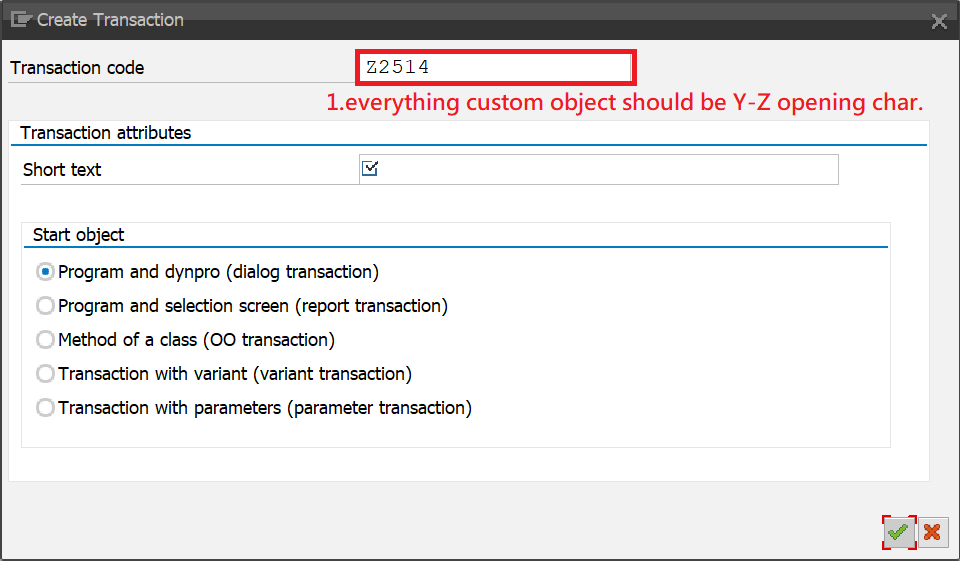 Create Transaction
Transaction code
Z2514
1.everything custom object should be Y-Z opening char.
Transaction attributes
Short text
Start object
Program and dynpro (dialog transaction)
Program and selection screen (report transaction)
Method of a class (OO transaction)
Transaction with variant (variant transaction)
Transaction with parameters (parameter transaction)